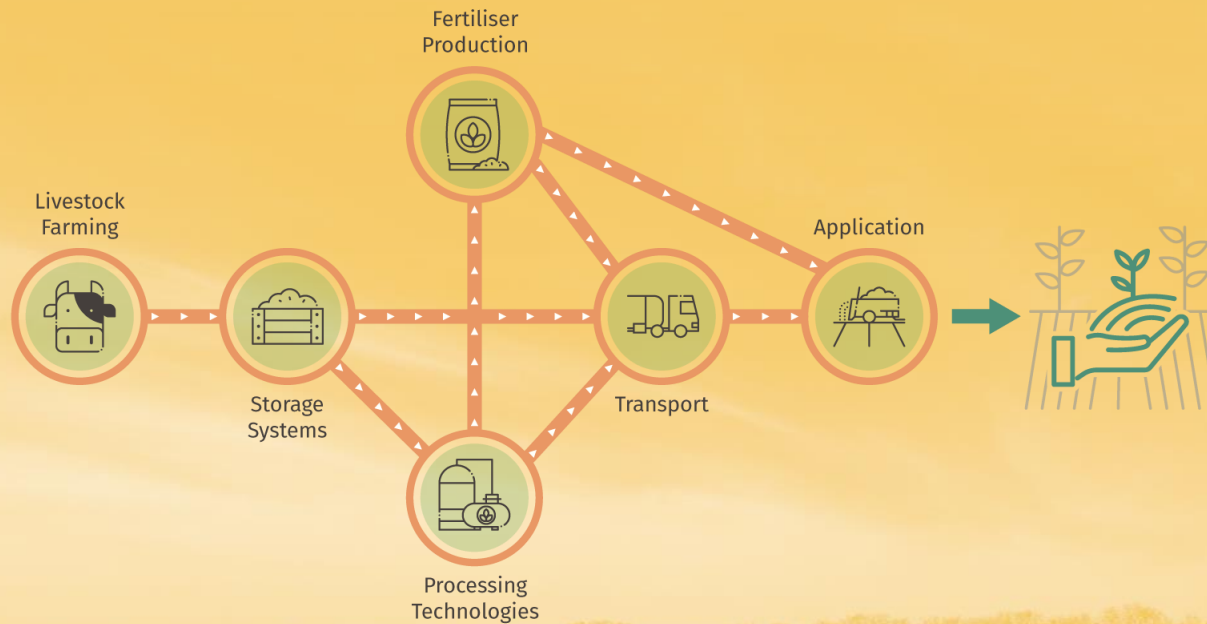 Fertiliser
Production
Livestock
Farming
Application
Storage
Systems
Transport
Processing
Technologies